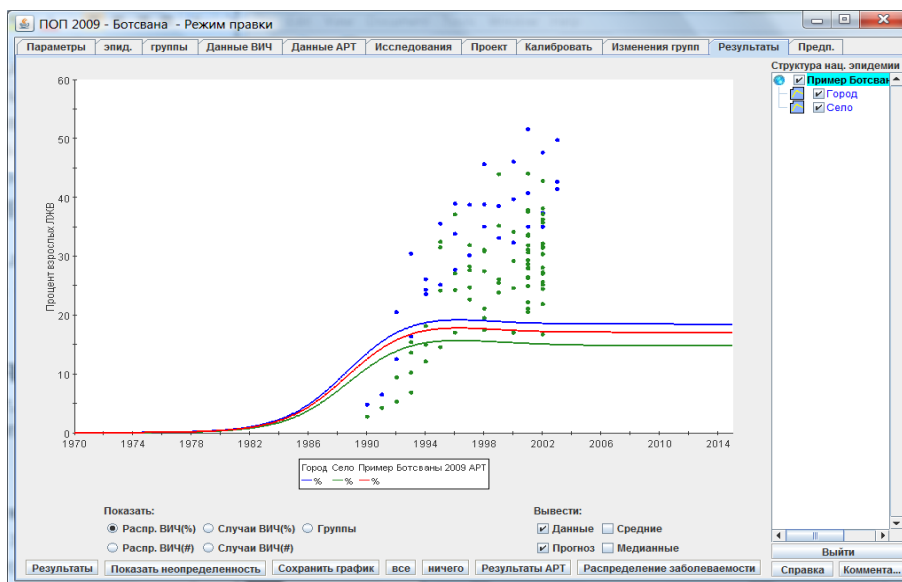 ПОП 2009 - Ботсвана - Режим правки
Параметры эпид. группы Данные ВИЧ Данные АРТ Исследования Проект Калибровать Изменения групп Результаты Предп.
Структура нац. эпидемии
Пример Ботсван
Город
Село
Процент взрослых ЛЖВ
60
50
40
30
20
10
0
1970 1974 1978 1982 1986 1990 1994 1998 2002 2006 2010 2014
Город Село Пример Ботсваны 2009 АРТ
% % %
Показать: Вывести:
Распр. ВИЧ(%) Случаи ВИЧ(%) Группы Данные Средние
Распр. ВИЧ(#) Случаи ВИЧ(#) Прогноз Медианные
Выйти
Результаты Показать неопределенность Сохранить график все ничего Результаты АРТ Распределение заболеваемости Справка Коммента...